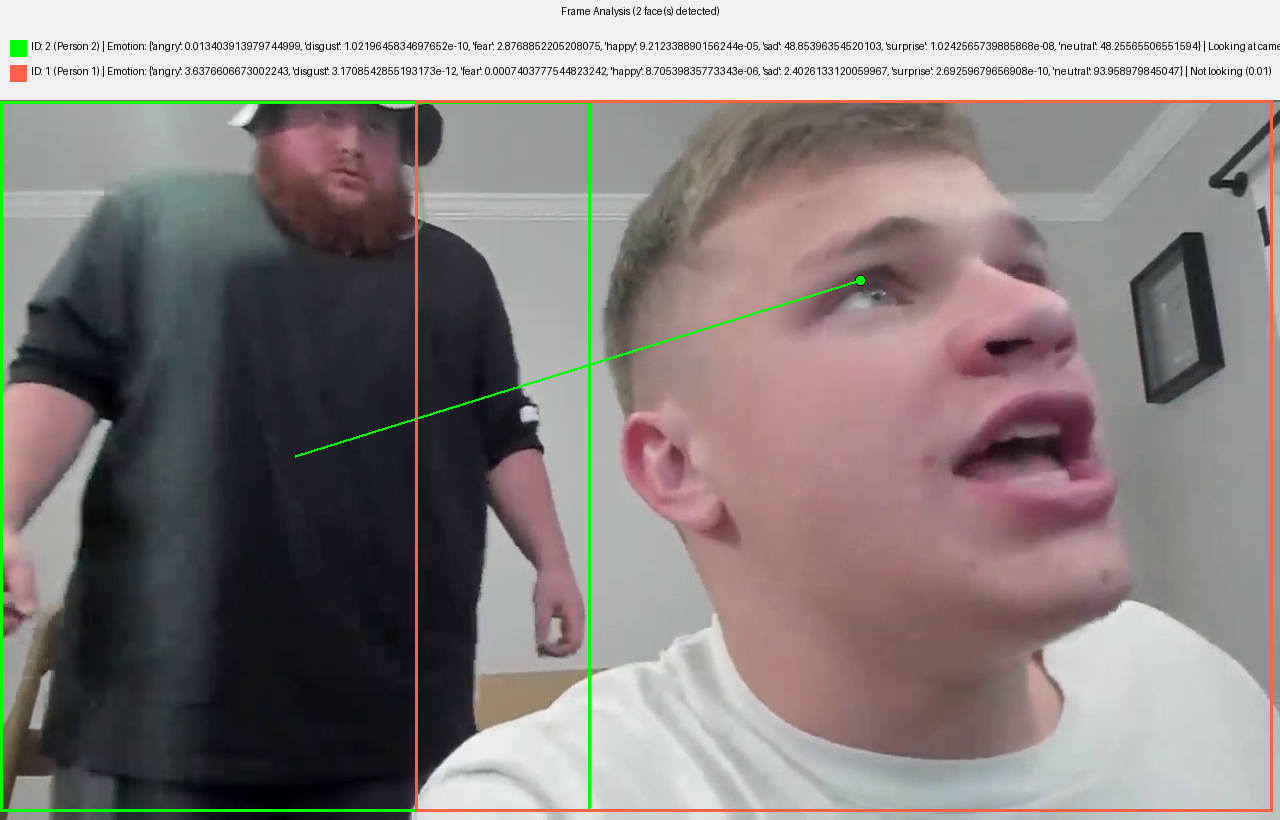 Frame Analysis (2 face(s) detected)
ID: 2 (Person 2) | Emotion: {'angry': 0.013403913979744999, 'disgust': 1.0219645834697652e-10, 'fear': 2.8768852205208075, 'happy': 9.212338890156244e-05, 'sad': 48.85396354520103, 'surprise': 1.0242565739885868e-08, 'neutral': 48.25565506551594} | Looking at came
ID: 1 (Person 1) | Emotion: {'angry': 3.6376606673002243, 'disgust': 3.1708542855193173e-12, 'fear': 0.0007403777544823242, 'happy': 8.70539835773343e-06, 'sad': 2.4026133120059967, 'surprise': 2.69259679656908e-10, 'neutral': 93.958979845047} | Not looking (0.01)